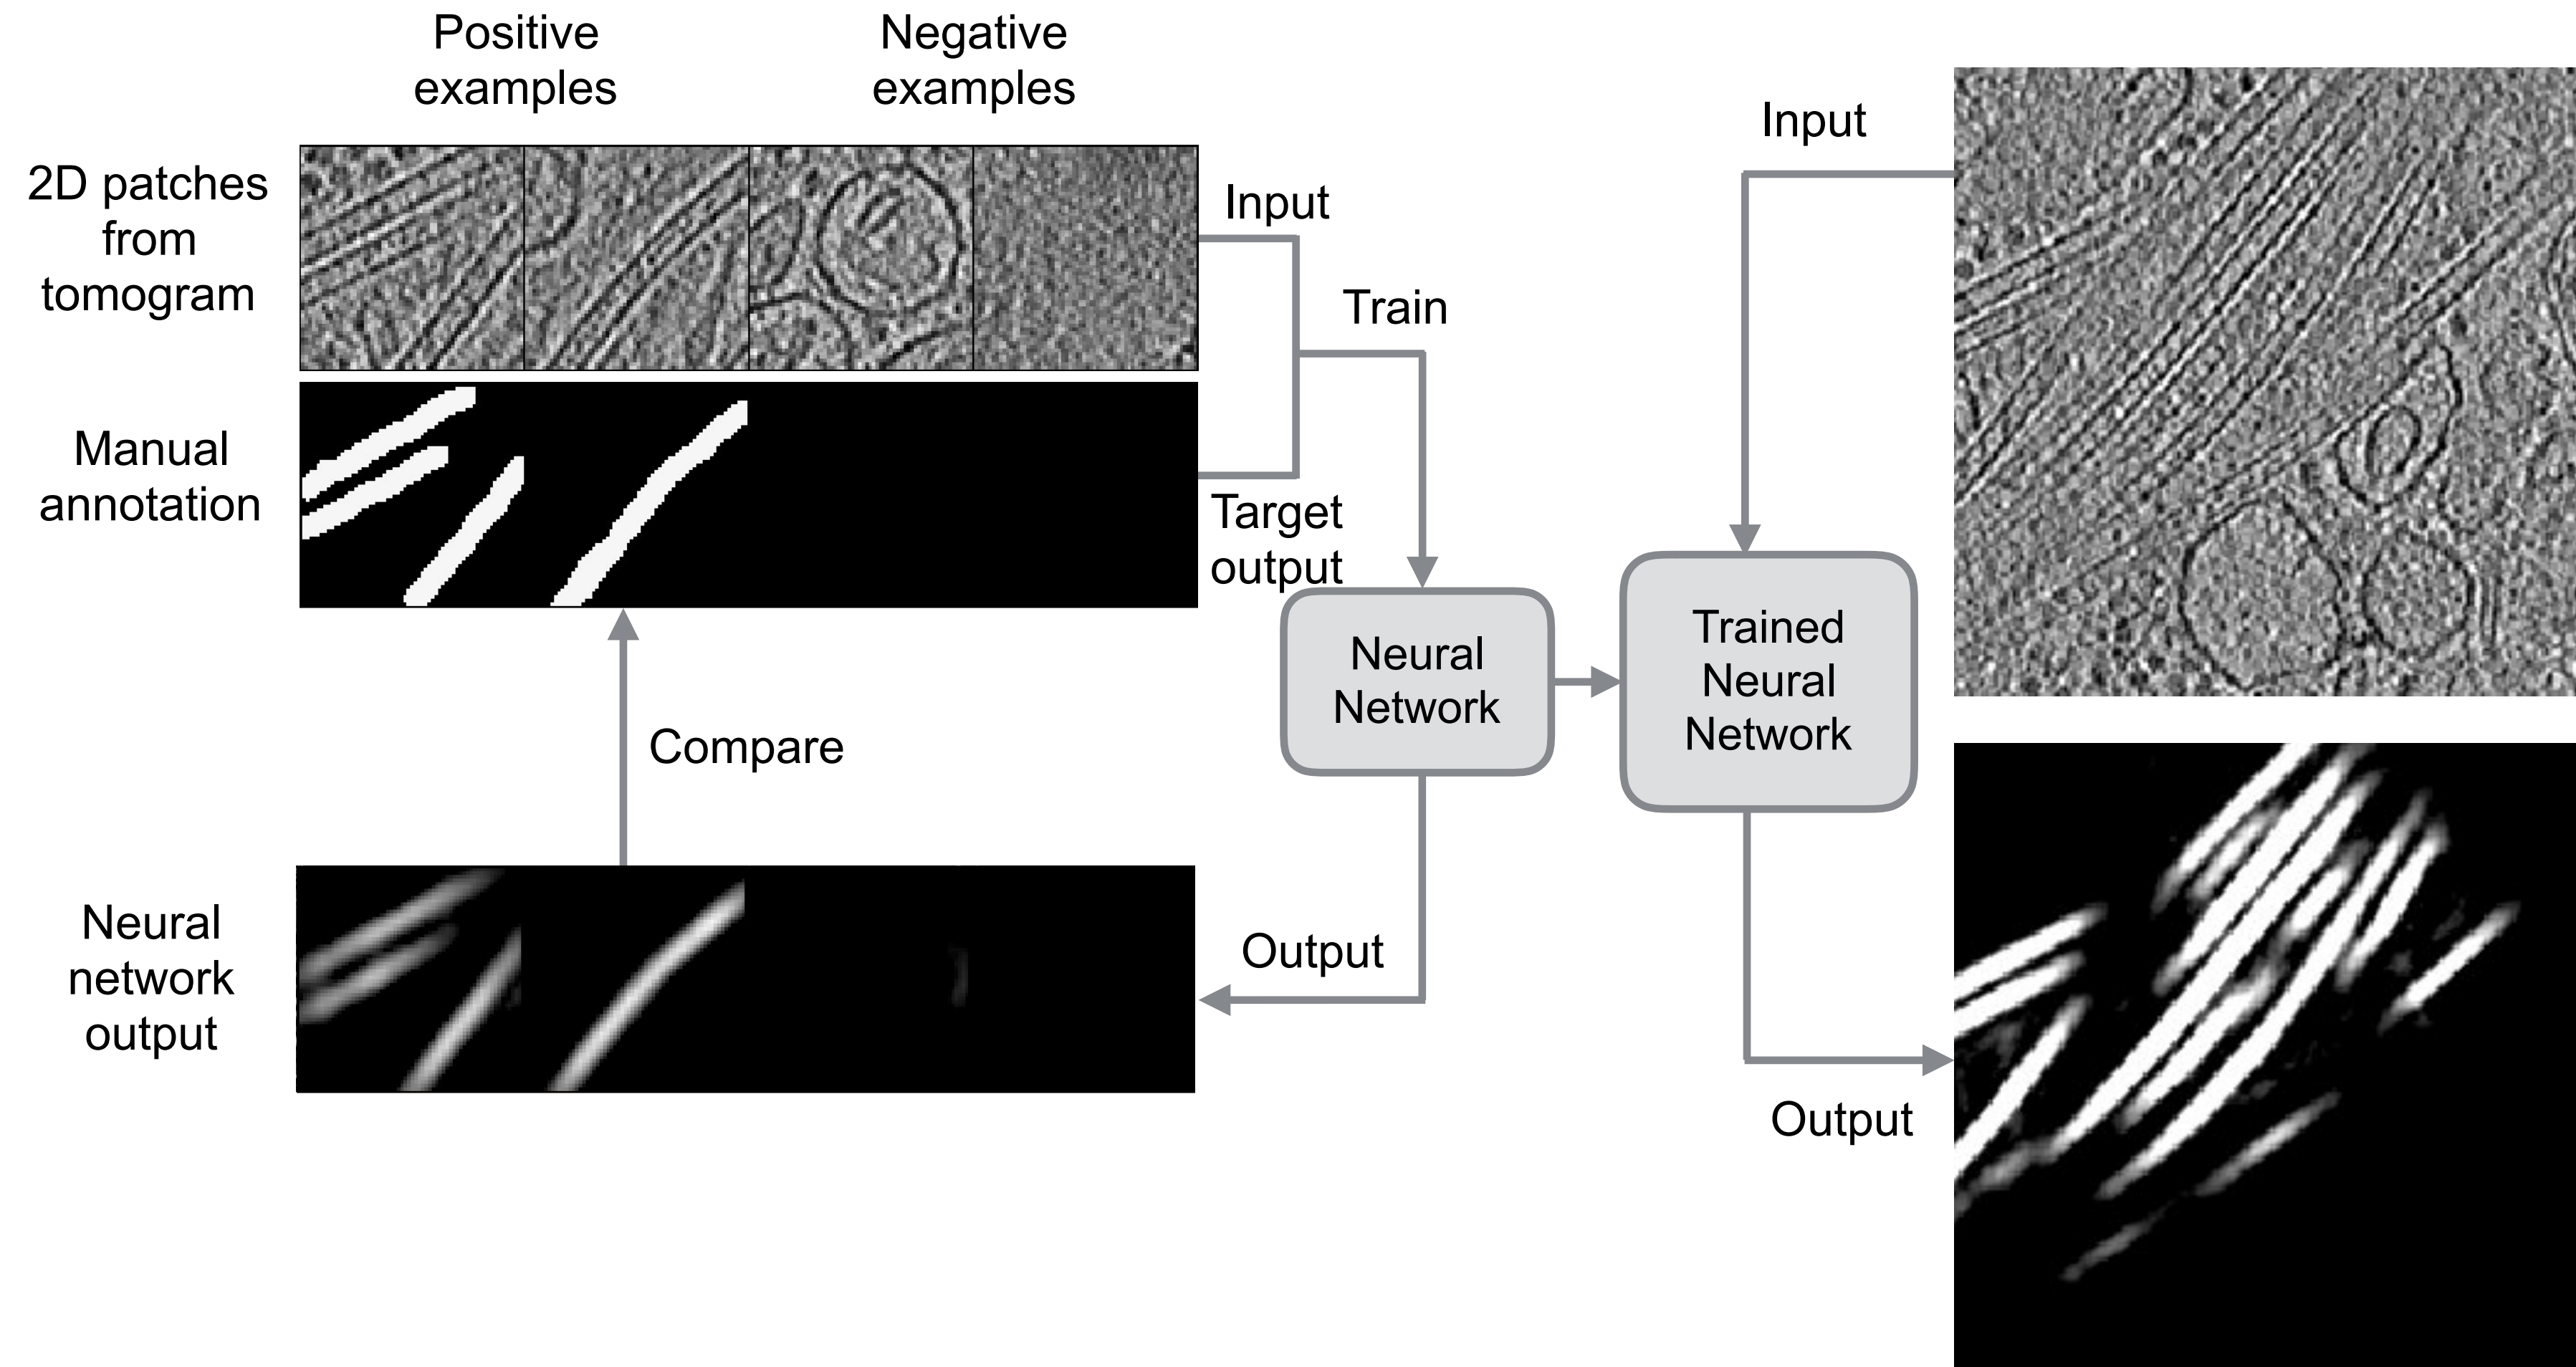 Positive
examples
Negative
examples
2D patches
from
tomogram
Input
Input
Train
Manual
annotation
Target
output
Neural
Network
Trained
Neural
Network
Compare
Neural
network
output
Output
Output